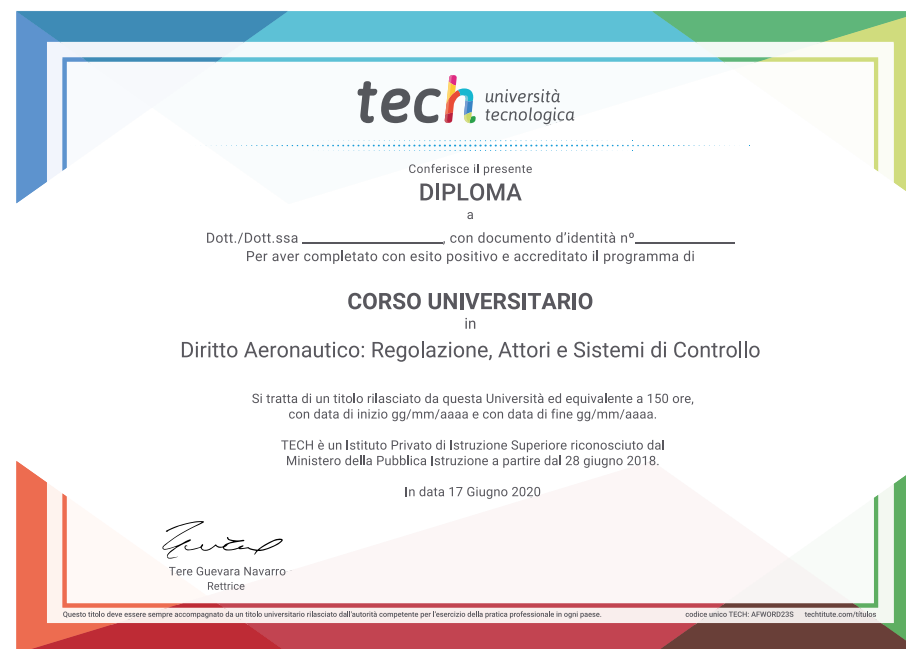 tech università
tecnologica
Conferisce il presente
DIPLOMA
a
Dott./Dott.ssa ____________________, con documento d'identità nº______________
Per aver completato con esito positivo e accreditato il programma di
CORSO UNIVERSITARIO
in
Diritto Aeronautico: Regolazione, Attori e Sistemi di Controllo
Si tratta di un titolo rilasciato da questa Università ed equivalente a 150 ore,
con data di inizio gg/mm/aaaa e con data di fine gg/mm/aaaa.
TECH è un Istituto Privato di Istruzione Superiore riconosciuto dal
Ministero della Pubblica Istruzione a partire dal 28 giugno 2018.
In data 17 Giugno 2020
Tere Guevara Navarro
Rettrice
Questo titolo deve essere sempre accompagnato da un titolo universitario rilasciato dall'autorità competente per l'esercizio della pratica professionale in ogni paese. codice unico TECH: AFWORD23S techtitute.com/titulos